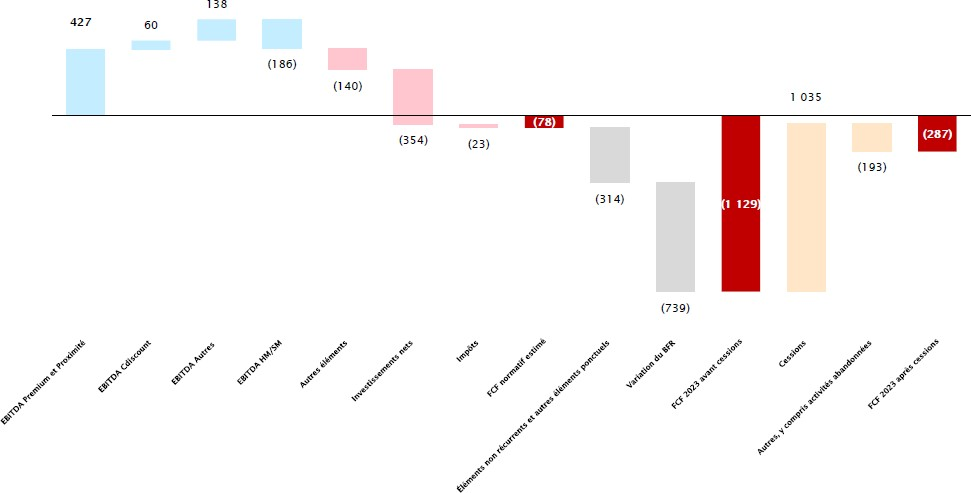 427
60
138
(186)
(140)
(354)
(23)
(78)
(314)
(739)
(1 129)
1 035
(193)
(287)
EBITDA Premium et Proximité
EBITDA Cdiscount
EBITDA Autres
EBITDA HM/SM
Autres éléments
Investissements nets
Impôts
FCF normatif estimé
Éléments non récurrents et autres éléments ponctuels
Variation du BFR
FCF 2023 avant cessions
Cessions
Autres, y compris activités abandonnées
FCF 2023 après cessions